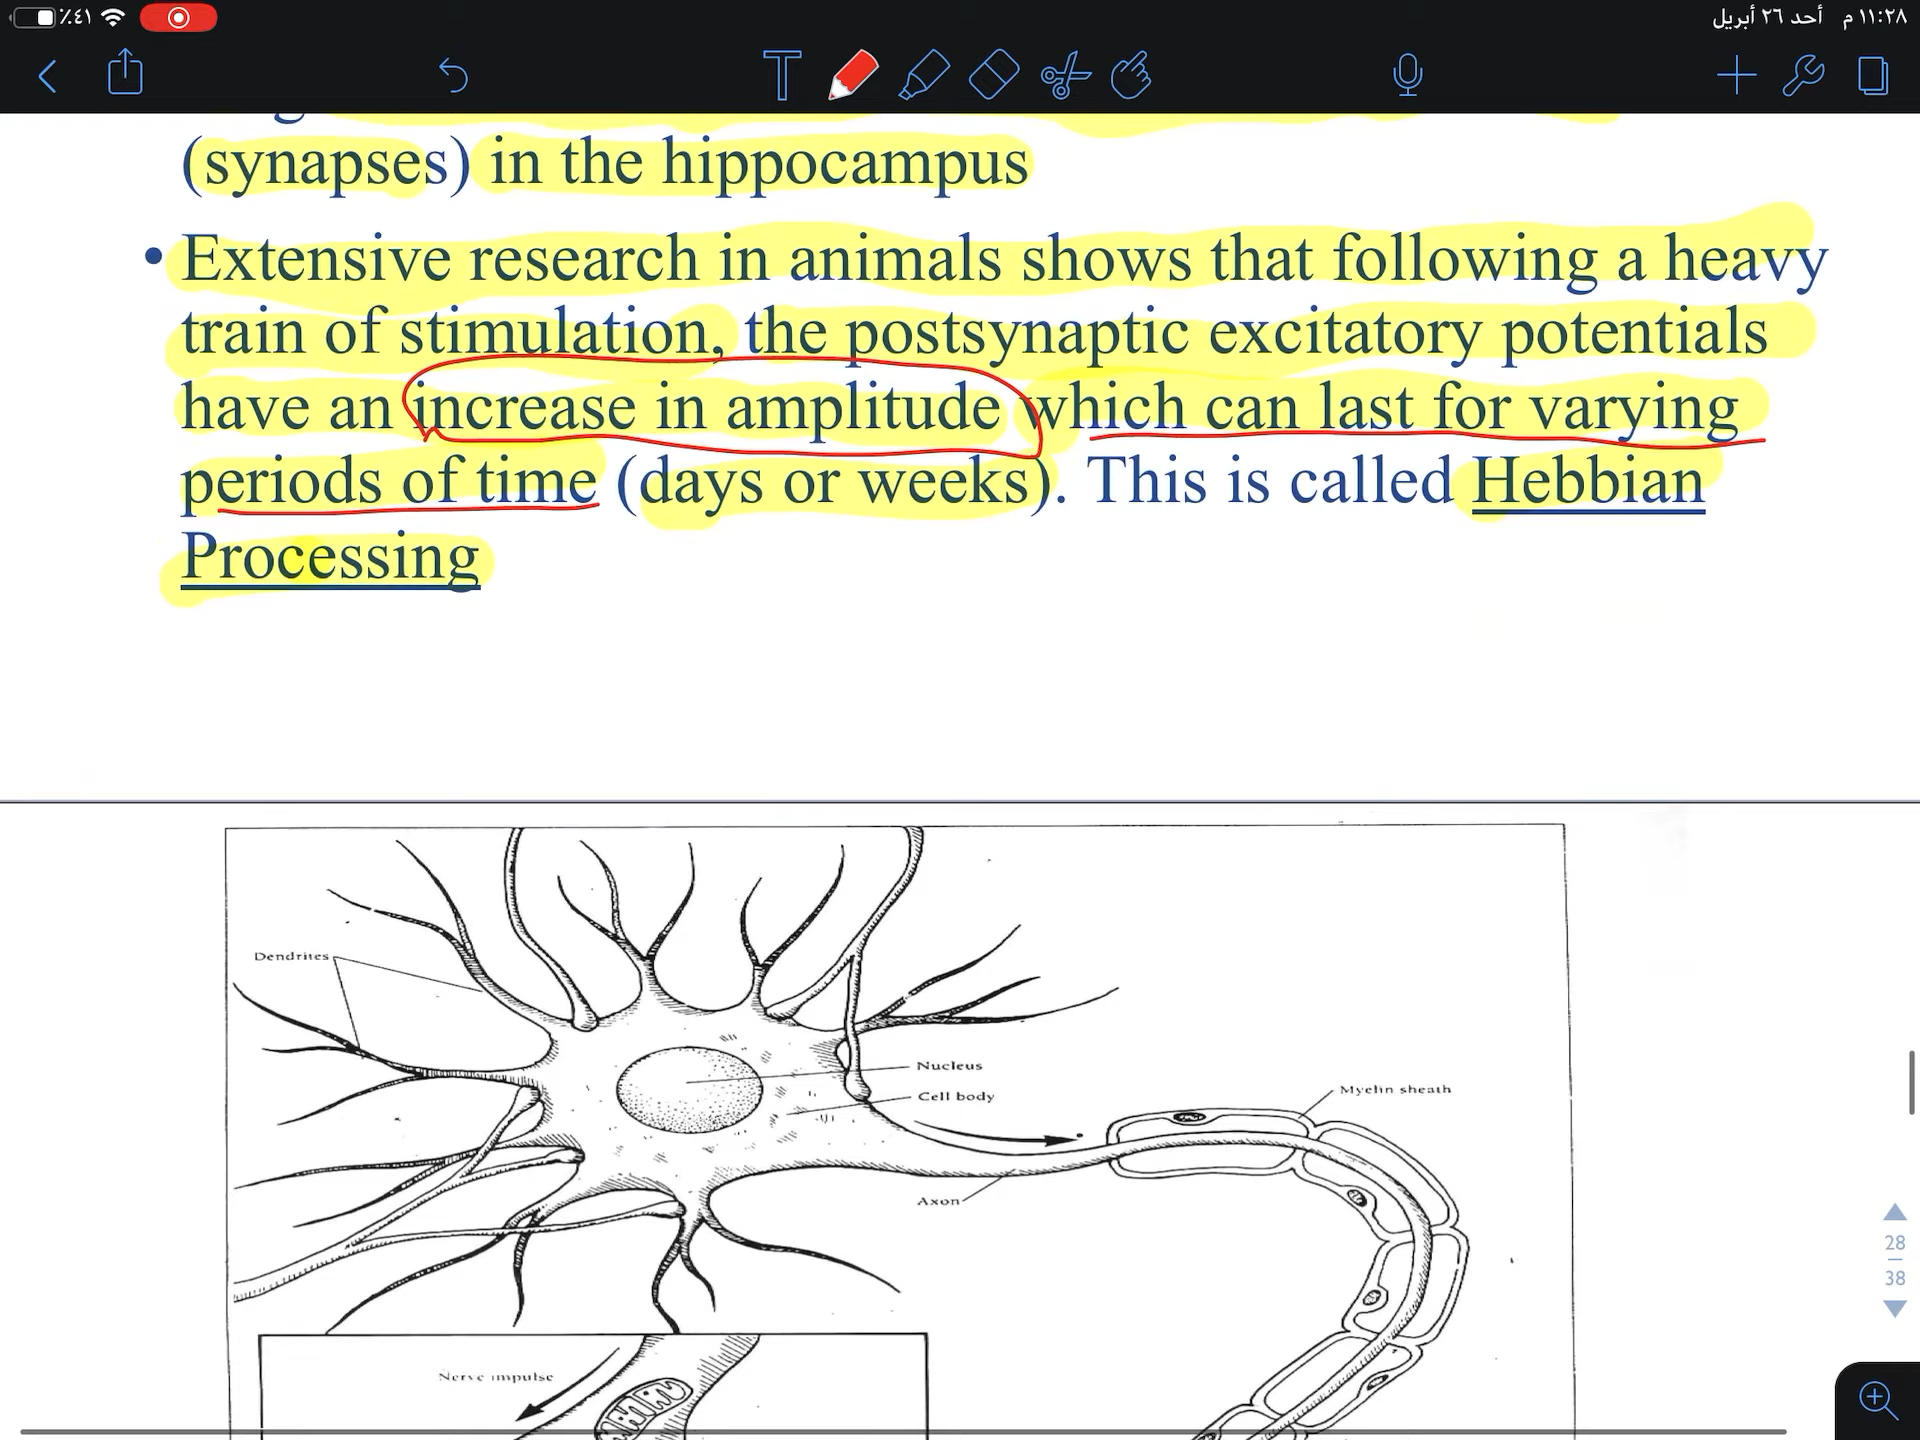 ٪٤١
١١:٢٨ م أحد ٢٦ أبريل
(synapses) in the hippocampus
• Extensive research in animals shows that following a heavy
train of stimulation, the postsynaptic excitatory potentials
have an increase in amplitude which can last for varying
periods of time (days or weeks). This is called Hebbian
Processing
Dendrites
Nucleus
Cell body
Myelin sheath
Axon
28
38
Nerve impulse